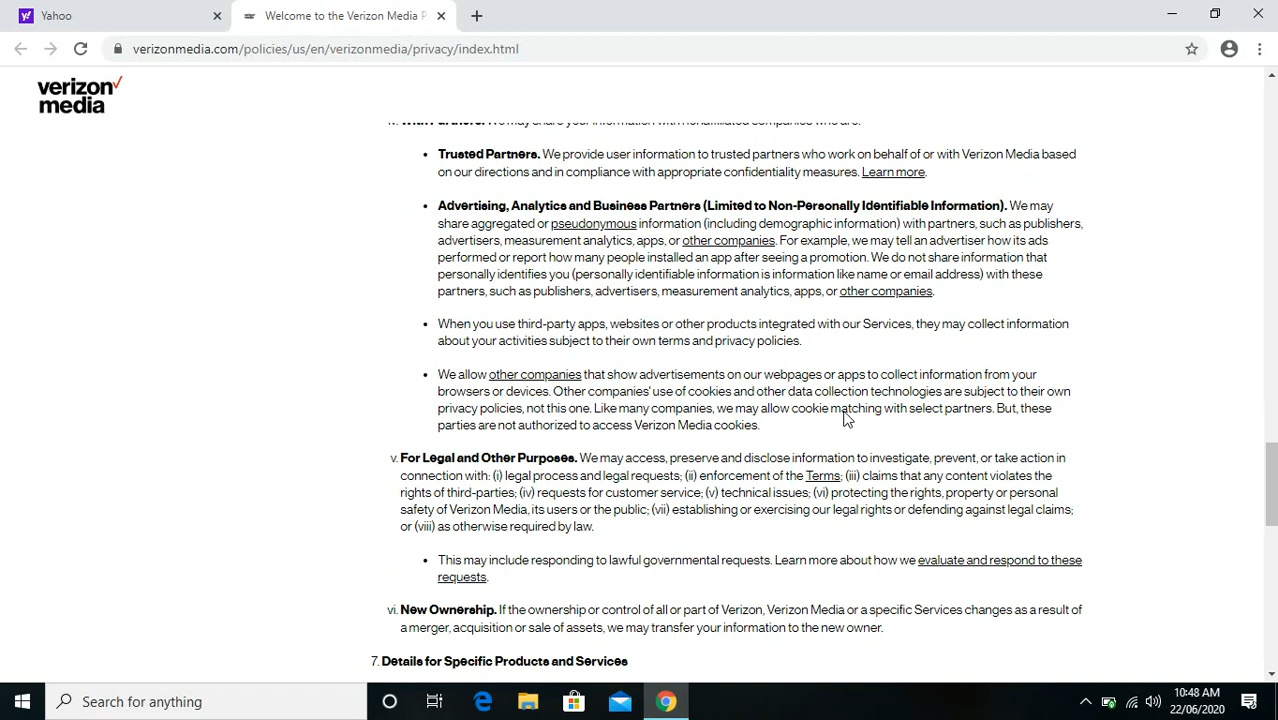 Yahoo
Welcome to the Verizon Media P
verizonmedia.com/policies/us/en/verizonmedia/privacy/index.html
verizon
media
iv. With Partners. We may share your information with nonaffiliated companies who are:
• Trusted Partners. We provide user information to trusted partners who work on behalf of or with Verizon Media based
on our directions and in compliance with appropriate confidentiality measures. Learn more.
• Advertising, Analytics and Business Partners (Limited to Non-Personally Identifiable Information). We may
share aggregated or pseudonymous information (including demographic information) with partners, such as publishers,
advertisers, measurement analytics, apps, or other companies. For example, we may tell an advertiser how its ads
performed or report how many people installed an app after seeing a promotion. We do not share information that
personally identifies you (personally identifiable information is information like name or email address) with these
partners, such as publishers, advertisers, measurement analytics, apps, or other companies.
• When you use third-party apps, websites or other products integrated with our Services, they may collect information
about your activities subject to their own terms and privacy policies.
• We allow other companies that show advertisements on our webpages or apps to collect information from your
browsers or devices. Other companies' use of cookies and other data collection technologies are subject to their own
privacy policies, not this one. Like many companies, we may allow cookie matching with select partners. But, these
parties are not authorized to access Verizon Media cookies.
v. For Legal and Other Purposes. We may access, preserve and disclose information to investigate, prevent, or take action in
connection with: (i) legal process and legal requests; (ii) enforcement of the Terms; (iii) claims that any content violates the
rights of third-parties; (iv) requests for customer service; (v) technical issues; (vi) protecting the rights, property or personal
safety of Verizon Media, its users or the public; (vii) establishing or exercising our legal rights or defending against legal claims;
or (viii) as otherwise required by law.
• This may include responding to lawful governmental requests. Learn more about how we evaluate and respond to these
requests.
vi. New Ownership. If the ownership or control of all or part of Verizon, Verizon Media or a specific Services changes as a result of
a merger, acquisition or sale of assets, we may transfer your information to the new owner.
7. Details for Specific Products and Services
Search for anything
10:48 AM
22/06/2020